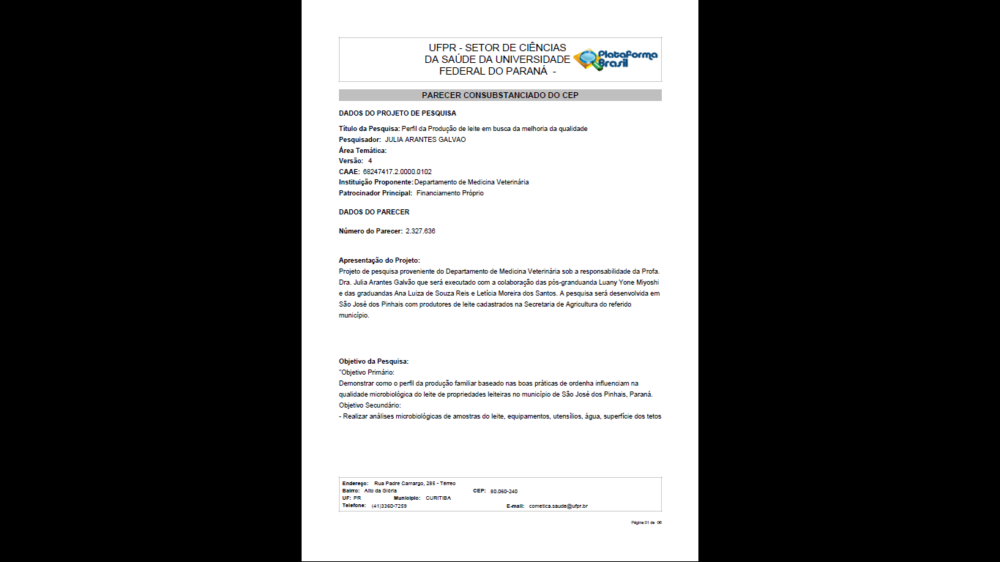 UFPR - SETOR DE CIÊNCIAS
DA SAÚDE DA UNIVERSIDADE
FEDERAL DO PARANÁ -
Plataforma
Brasil
PARECER CONSUBSTANCIADO DO CEP
DADOS DO PROJETO DE PESQUISA
Título da Pesquisa: Perfil da Produção de leite em busca da melhoria da qualidade
Pesquisador: JULIA ARANTES GALVAO
Área Temática:
Versão: 4
CAAE: 68247417.2.0000.0102
Instituição Proponente: Departamento de Medicina Veterinária
Patrocinador Principal: Financiamento Próprio
DADOS DO PARECER
Número do Parecer: 2.327.636
Apresentação do Projeto:
Projeto de pesquisa proveniente do Departamento de Medicina Veterinária sob a responsabilidade da Profa.
Dra. Julia Arantes Galvão que será executado com a colaboração das pós-granduanda Luany Yone Miyoshi
e das graduandas Ana Luiza de Souza Reis e Letícia Moreira dos Santos. A pesquisa será desenvolvida em
São José dos Pinhais com produtores de leite cadastrados na Secretaria de Agricultura do referido
município.
Objetivo da Pesquisa:
"Objetivo Primário:
Demonstrar como o perfil da produção familiar baseado nas boas práticas de ordenha influenciam na
qualidade microbiológica do leite de propriedades leiteiras no município de São José dos Pinhais, Paraná.
Objetivo Secundário:
- Realizar análises microbiológicas de amostras do leite, equipamentos, utensílios, água, superfície dos tetos
Endereço: Rua Padre Camargo, 285 - Térreo
Bairro: Alto da Glória CEP: 80.060-240
UF: PR Município: CURITIBA
Telefone: (41)3360-7259 E-mail: cometica.saude@ufpr.br
Página 01 de 06